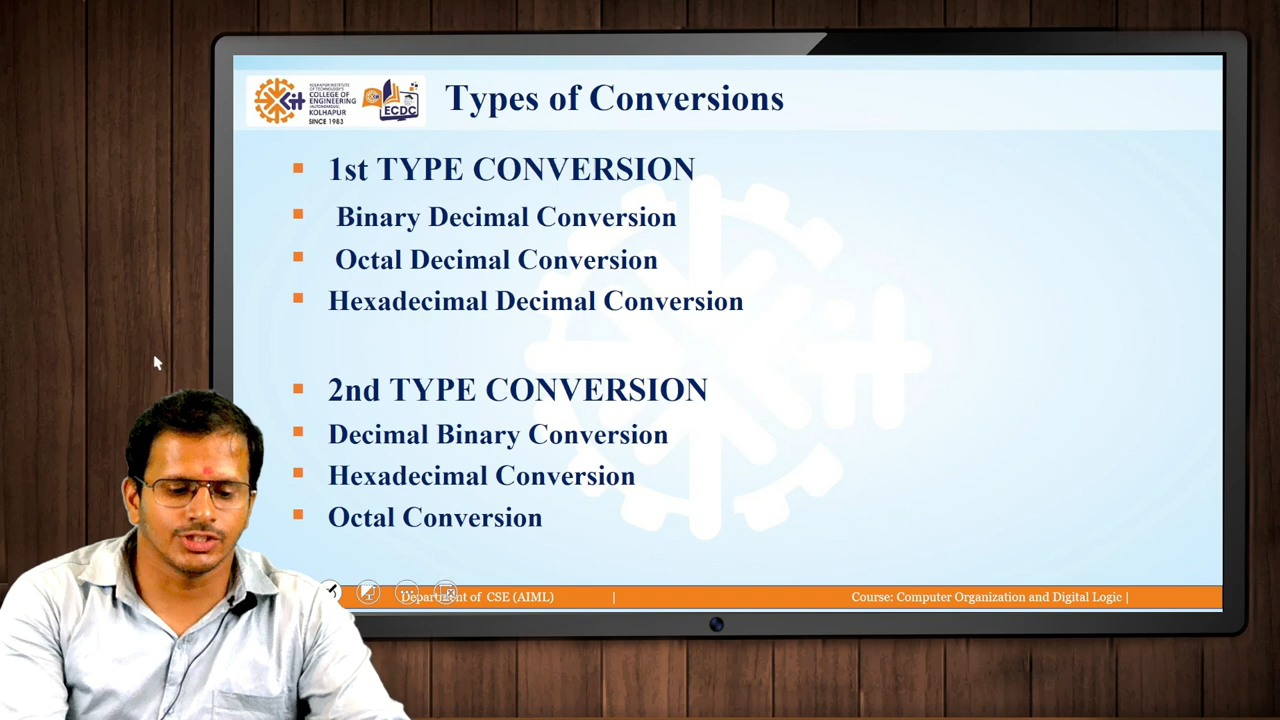 KOLHAPUR INSTITUTE
OF TECHNOLOGY'S
COLLEGE OF
ENGINEERING
(AUTONOMOUS),
KOLHAPUR
SINCE 1983
ECDC
Types of Conversions
1st TYPE CONVERSION
Binary Decimal Conversion
Octal Decimal Conversion
Hexadecimal Decimal Conversion
2nd TYPE CONVERSION
Decimal Binary Conversion
Hexadecimal Conversion
Octal Conversion
Department of CSE (AIML) | Course: Computer Organization and Digital Logic |